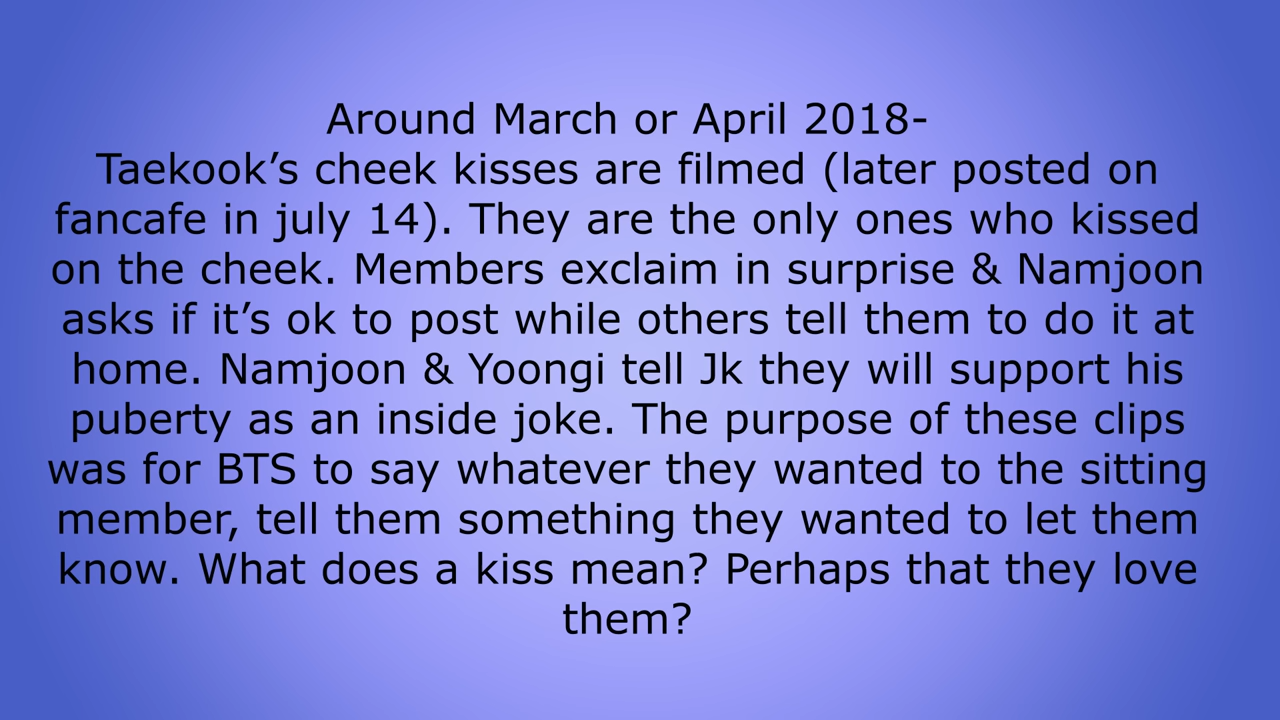 Around March or April 2018-
Taekook’s cheek kisses are filmed (later posted on
fancafe in july 14). They are the only ones who kissed
on the cheek. Members exclaim in surprise & Namjoon
asks if it’s ok to post while others tell them to do it at
home. Namjoon & Yoongi tell Jk they will support his
puberty as an inside joke. The purpose of these clips
was for BTS to say whatever they wanted to the sitting
member, tell them something they wanted to let them
know. What does a kiss mean? Perhaps that they love
them?